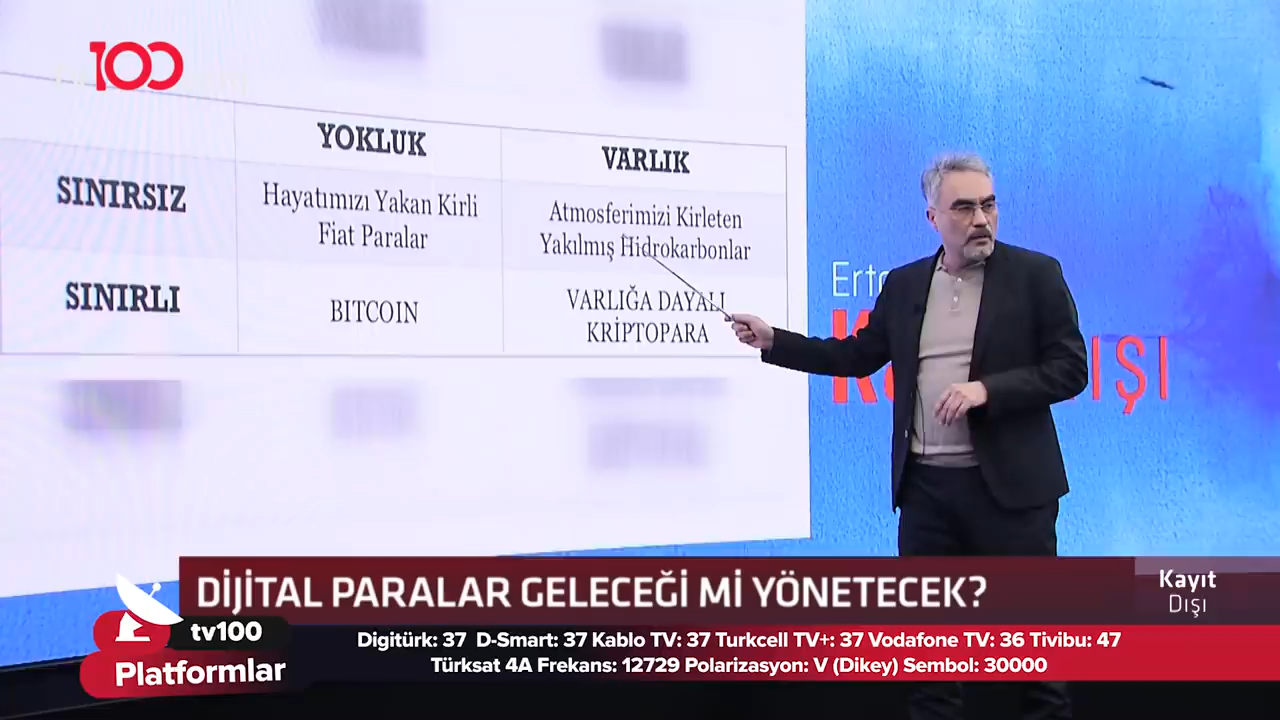 100
YOKLUK
VARLIK
SINIRSIZ
Hayatımızı Yakan Kirli
Fiat Paralar
Atmosferimizi Kirleten
Yakılmış Hidrokarbonlar
SINIRLI
BITCOIN
VARLIĞA DAYALI
KRİPTOPARA
DİJİTAL PARALAR GELECEĞİ Mİ YÖNETECEK?
Kayıt
Dışı
tv100
Platformlar
Digitürk: 37 D-Smart: 37 Kablo TV: 37 Turkcell TV+: 37 Vodafone TV: 36 Tivibu: 47
Türksat 4A Frekans: 12729 Polarizasyon: V (Dikey) Sembol: 30000